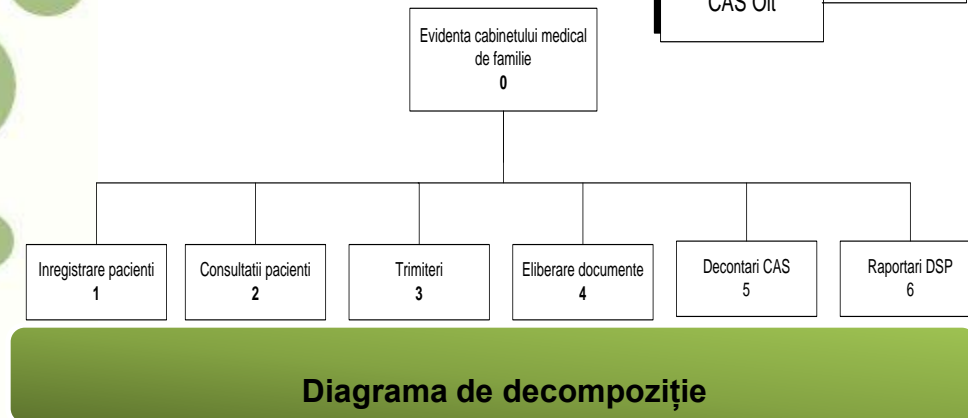 CAS Olt
Evidenta cabinetului medical
de familie
0
Inregistrare pacienti
1
Consultatii pacienti
2
Trimiteri
3
Eliberare documente
4
Decontari CAS
5
Raportari DSP
6
Diagrama de decompoziție